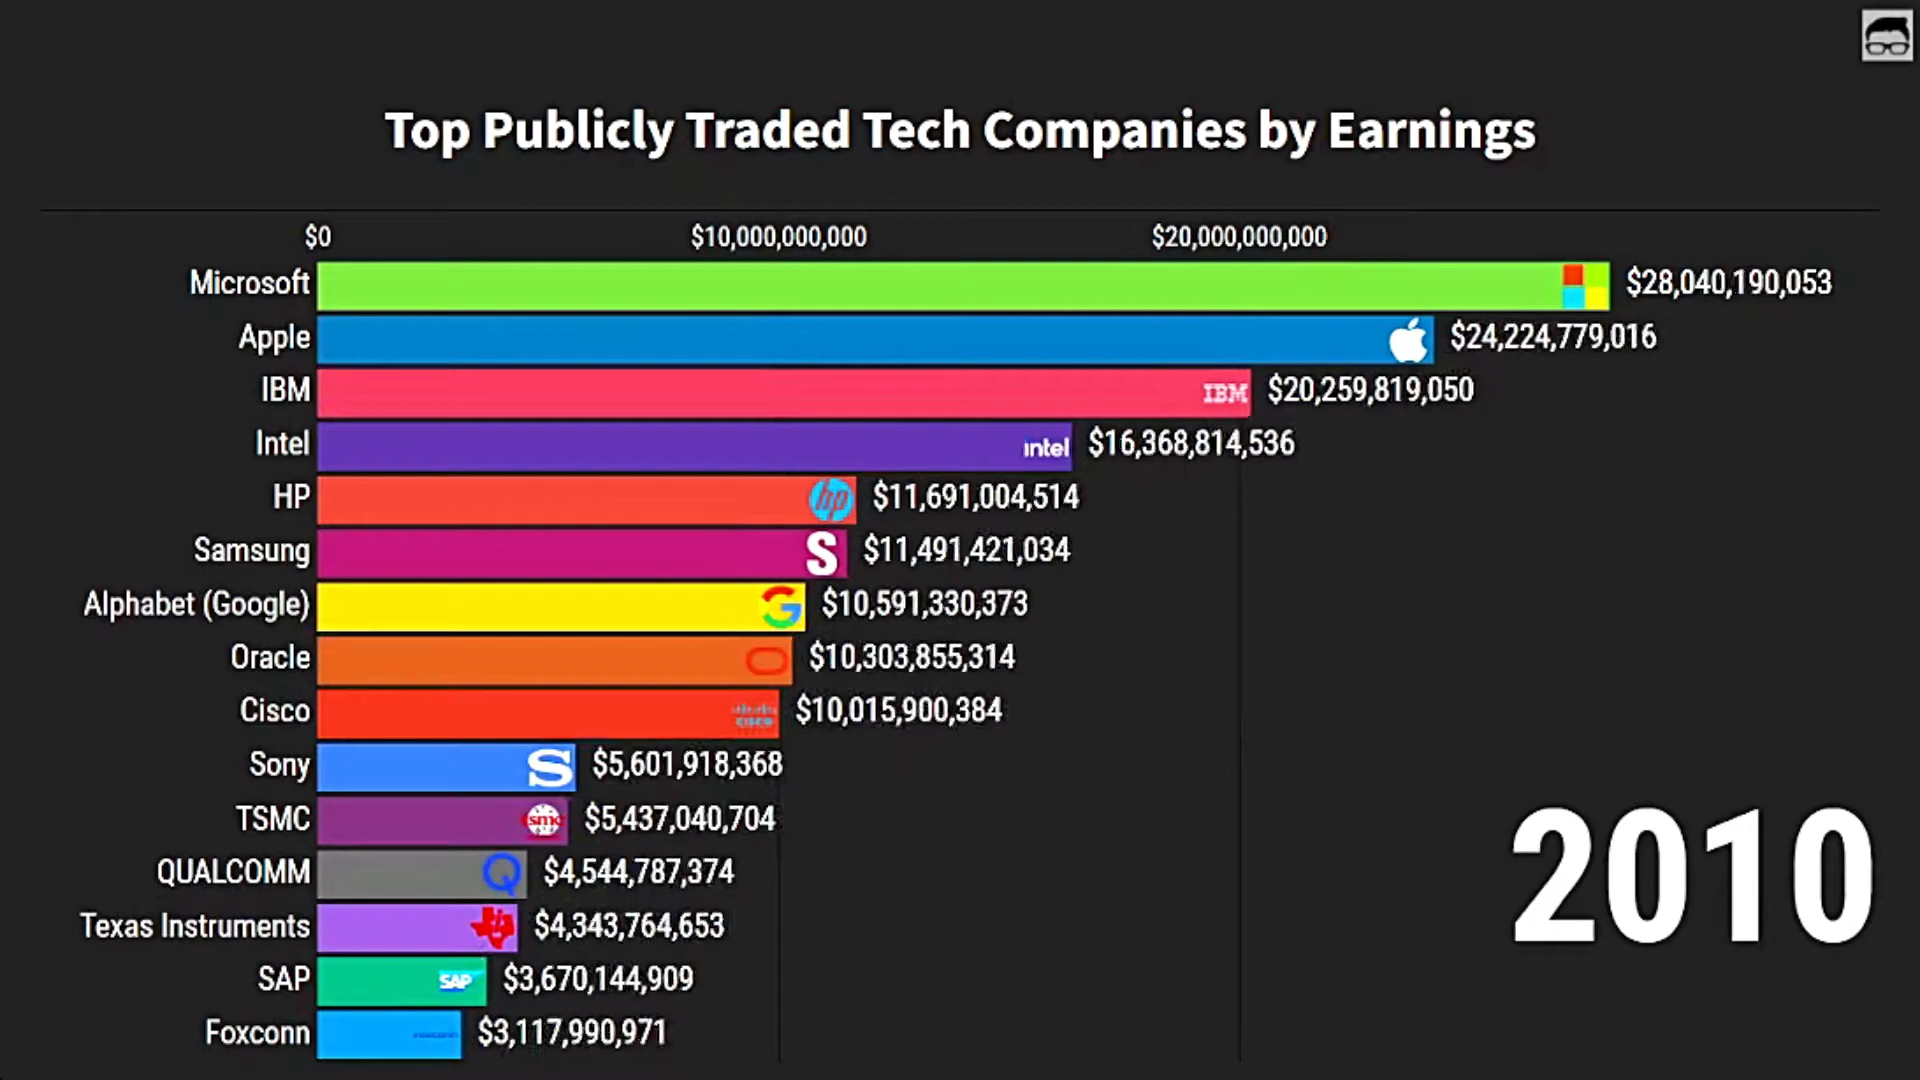 Top Publicly Traded Tech Companies by Earnings
$0 $10,000,000,000 $20,000,000,000
Microsoft $28,040,190,053
Apple $24,224,779,016
IBM IBM $20,259,819,050
Intel intel $16,368,814,536
HP hp $11,691,004,514
Samsung S $11,491,421,034
Alphabet (Google) G $10,591,330,373
Oracle $10,303,855,314
Cisco CISCO $10,015,900,384
Sony S $5,601,918,368
TSMC tsmc $5,437,040,704
QUALCOMM Q $4,544,787,374
Texas Instruments $4,343,764,653
SAP SAP $3,670,144,909
Foxconn FOXCONN $3,117,990,971
2010